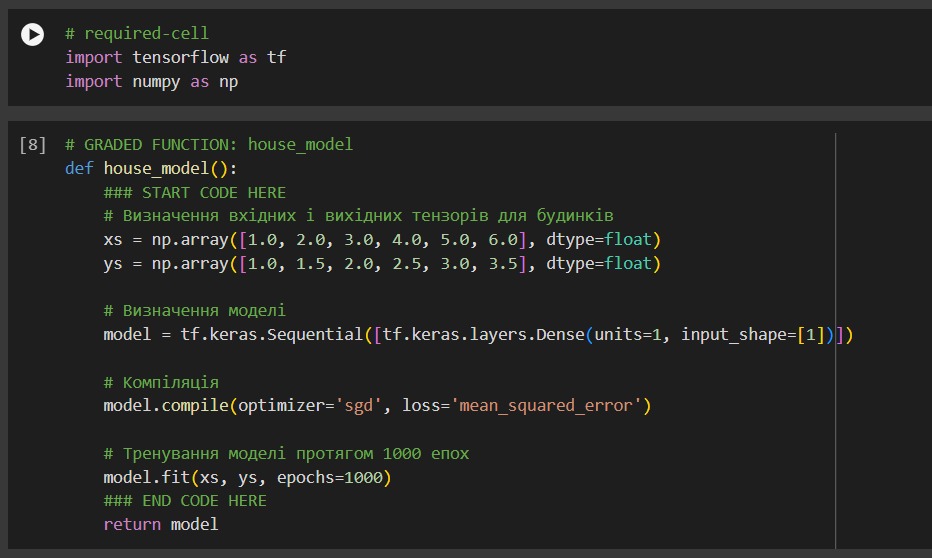 # required-cell
import tensorflow as tf
import numpy as np
[8] # GRADED FUNCTION: house_model
def house_model():
    ### START CODE HERE
    # Визначення вхідних і вихідних тензорів для будинків
    xs = np.array([1.0, 2.0, 3.0, 4.0, 5.0, 6.0], dtype=float)
    ys = np.array([1.0, 1.5, 2.0, 2.5, 3.0, 3.5], dtype=float)
    # Визначення моделі
    model = tf.keras.Sequential([tf.keras.layers.Dense(units=1, input_shape=[1])])
    # Компіляція
    model.compile(optimizer='sgd', loss='mean_squared_error')
    # Тренування моделі протягом 1000 епох
    model.fit(xs, ys, epochs=1000)
    ### END CODE HERE
    return model